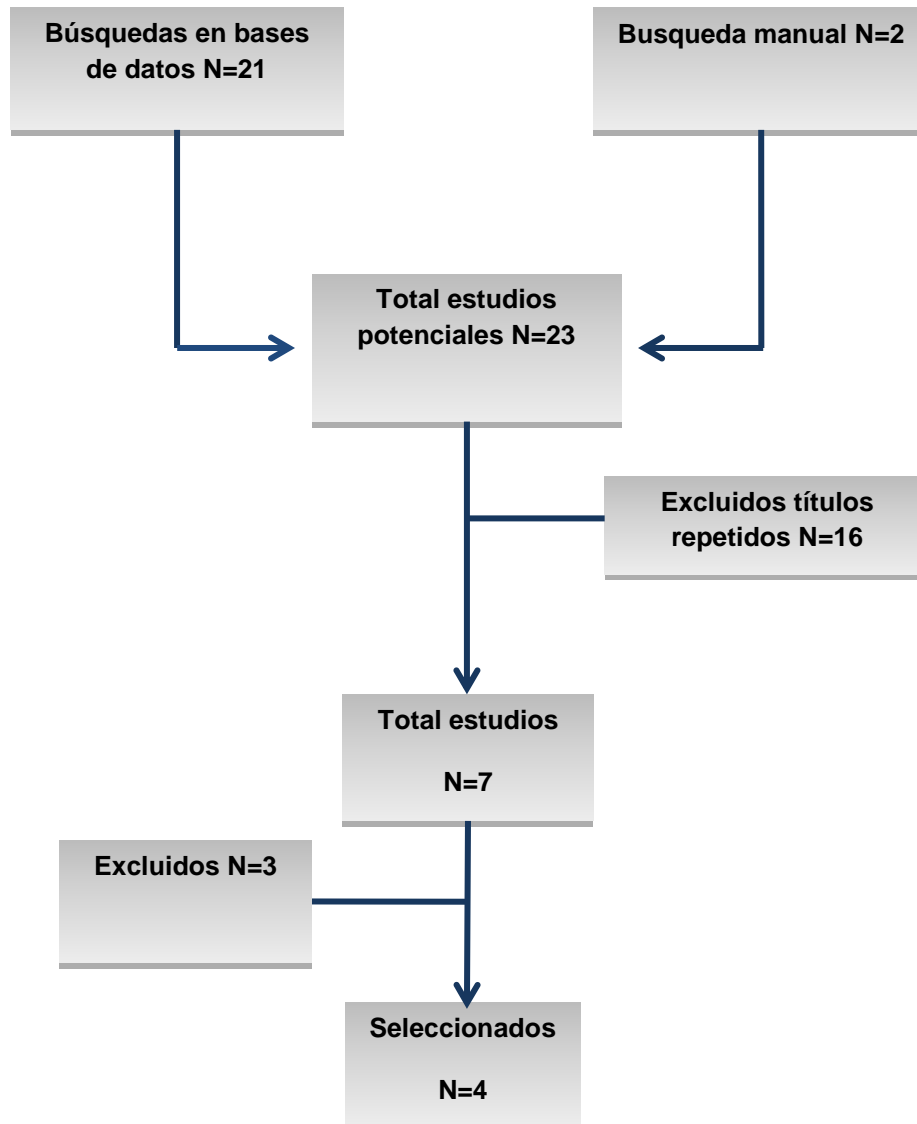 Búsquedas en bases
de datos N=21
Busqueda manual N=2
Total estudios
potenciales N=23
Excluidos títulos
repetidos N=16
Total estudios
N=7
Excluidos N=3
Seleccionados
N=4